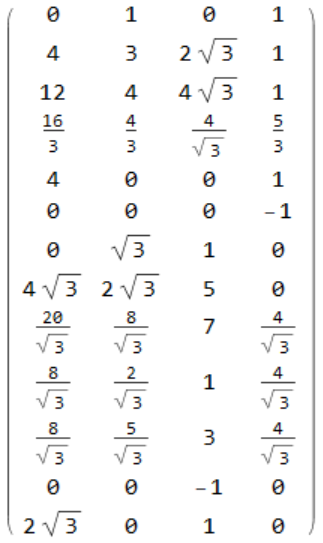 0 1 0 1
4 3 2√3 1
12 4 4√3 1
16/3 4/3 4/√3 5/3
4 0 0 1
0 0 0 -1
0 √3 1 0
4√3 2√3 5 0
20/√3 8/√3 7 4/√3
8/√3 2/√3 1 4/√3
8/√3 5/√3 3 4/√3
0 0 -1 0
2√3 0 1 0